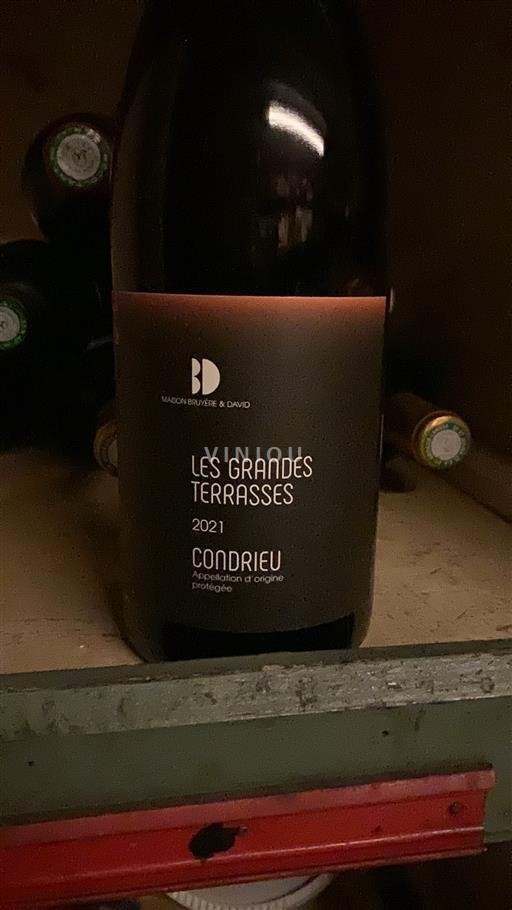 BD
MAISON BRUYÈRE & DAVID
VINIOU
LES GRANDES
TERRASSES
2021
CONDRIEU
Appellation d'origine
protégée